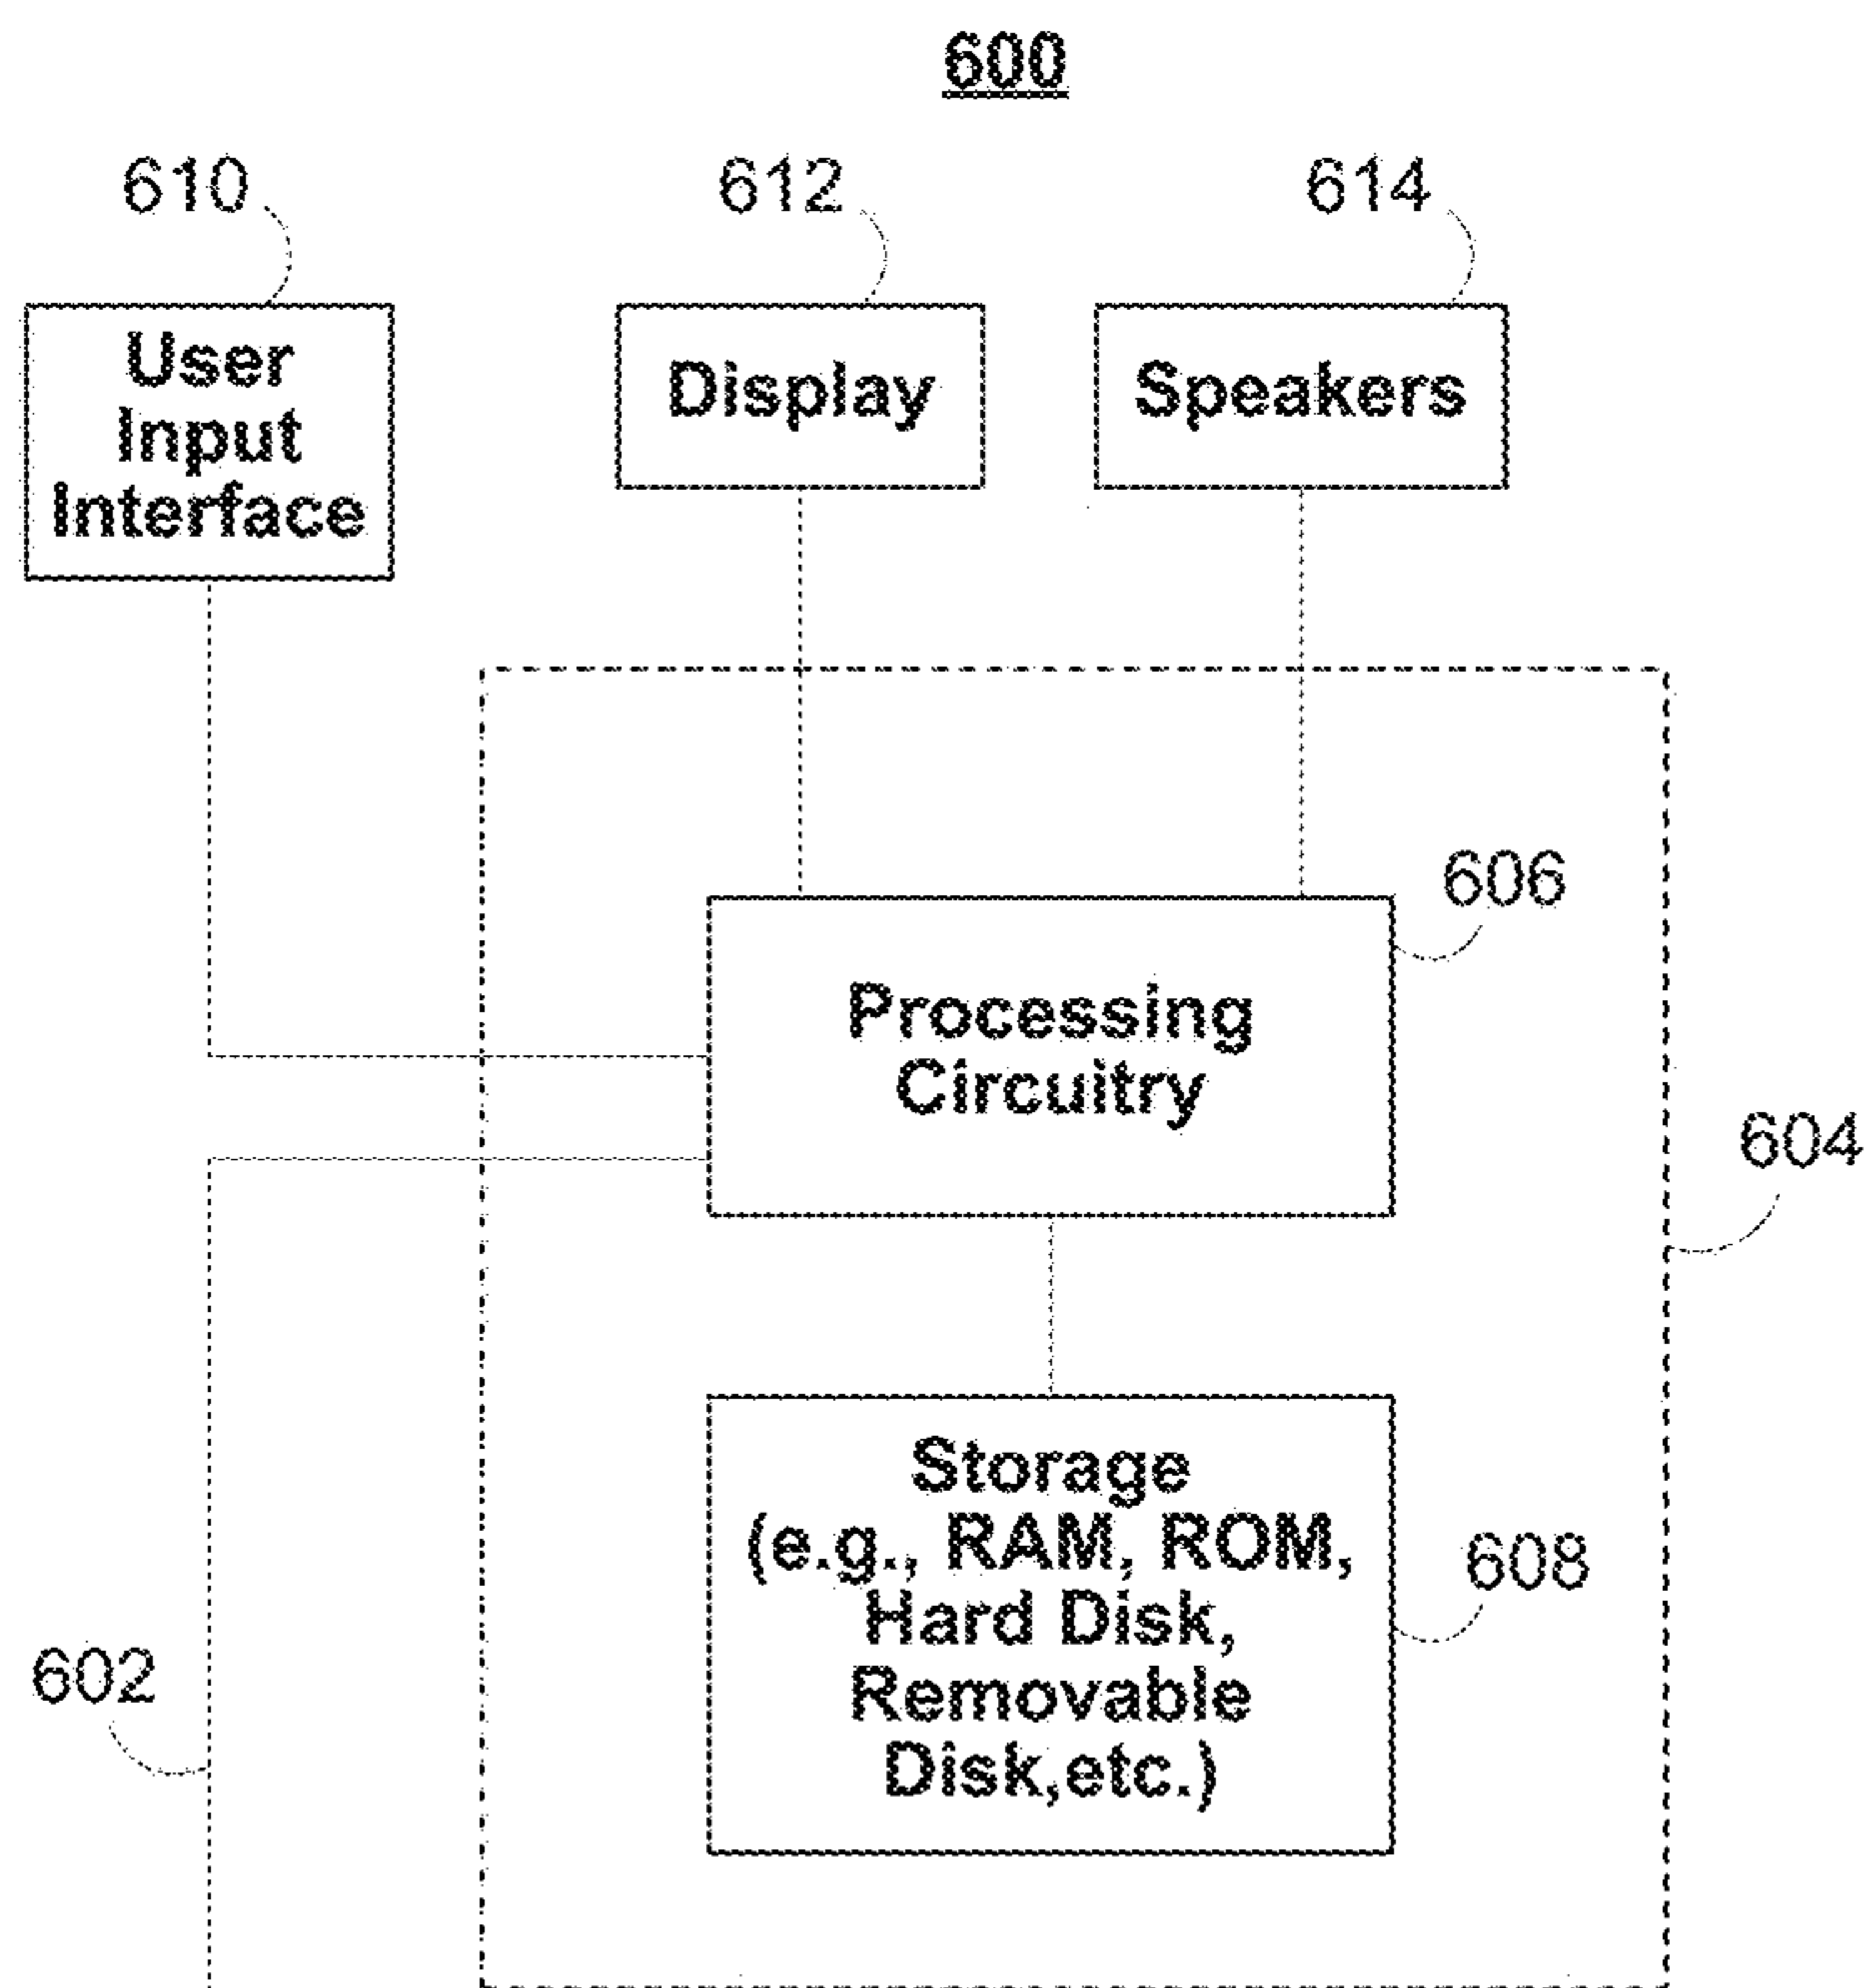 600
610
612
614
User
Input
Interface
Display
Speakers
606
Processing
Circuitry
604
Storage
(e.g., RAM, ROM,
Hard Disk,
Removable
Disk,etc.)
608
602